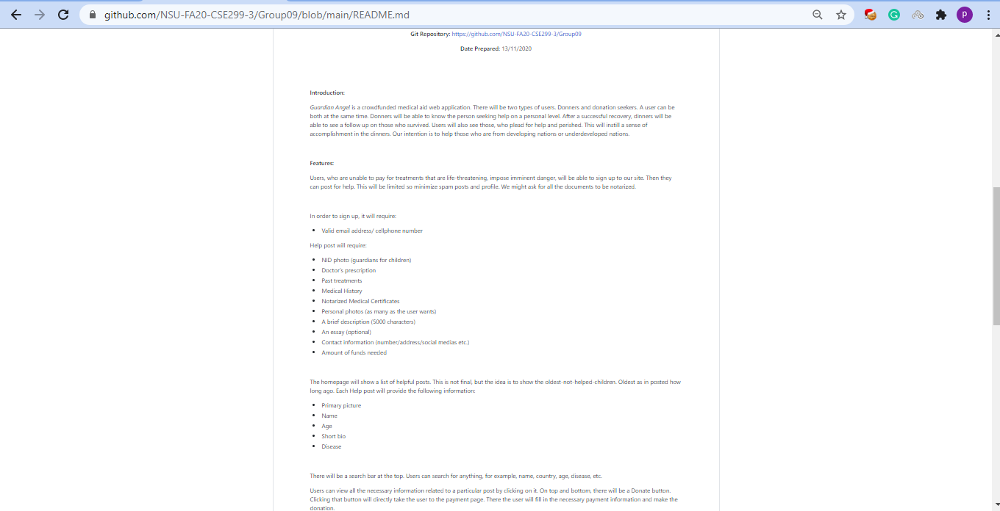 github.com/NSU-FA20-CSE299-3/Group09/blob/main/README.md
P
Git Repository: https://github.com/NSU-FA20-CSE299-3/Group09
Date Prepared: 13/11/2020
Introduction:
Guardian Angel is a crowdfunded medical aid web application. There will be two types of users. Donners and donation seekers. A user can be
both at the same time. Donners will be able to know the person seeking help on a personal level. After a successful recovery, dinners will be
able to see a follow up on those who survived. Users will also see those, who plead for help and perished. This will instill a sense of
accomplishment in the dinners. Our intention is to help those who are from developing nations or underdeveloped nations.
Features:
Users, who are unable to pay for treatments that are life-threatening, impose imminent danger, will be able to sign up to our site. Then they
can post for help. This will be limited so minimize spam posts and profile. We might ask for all the documents to be notarized.
In order to sign up, it will require:
• Valid email address/ cellphone number
Help post will require:
• NID photo (guardians for children)
• Doctor's prescription
• Past treatments
• Medical History
• Notarized Medical Certificates
• Personal photos (as many as the user wants)
• A brief description (5000 characters)
• An essay (optional)
• Contact information (number/address/social medias etc.)
• Amount of funds needed
The homepage will show a list of helpful posts. This is not final, but the idea is to show the oldest-not-helped-children. Oldest as in posted how
long ago. Each Help post will provide the following information:
• Primary picture
• Name
• Age
• Short bio
• Disease
There will be a search bar at the top. Users can search for anything, for example, name, country, age, disease, etc.
Users can view all the necessary information related to a particular post by clicking on it. On top and bottom, there will be a Donate button.
Clicking that button will directly take the user to the payment page. There the user will fill in the necessary payment information and make the
donation.